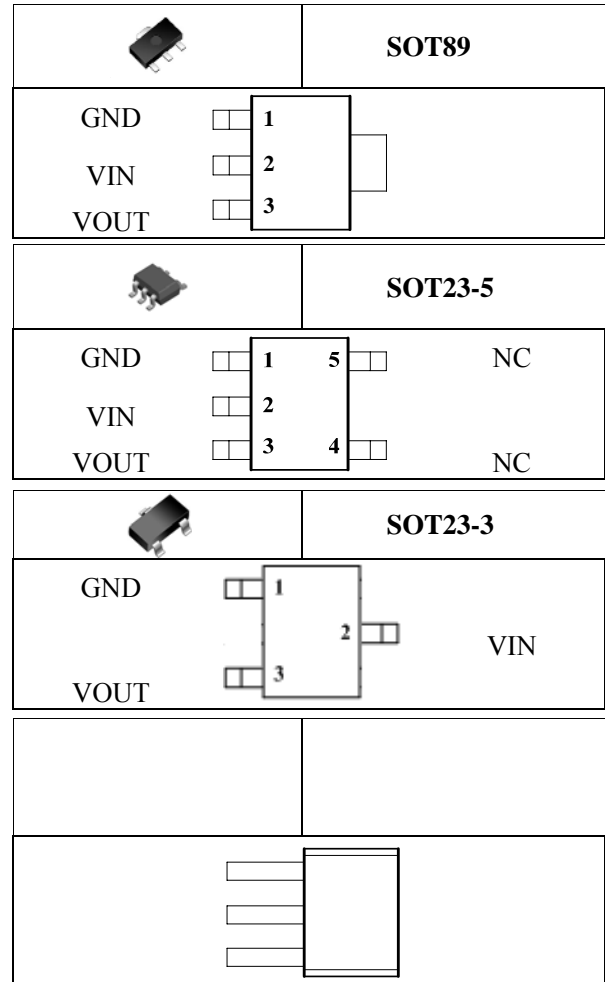 SOT89
GND 1
VIN 2
VOUT 3
SOT23-5
GND 1 5 NC
VIN 2
VOUT 3 4 NC
SOT23-3
GND 1
2 VIN
VOUT 3